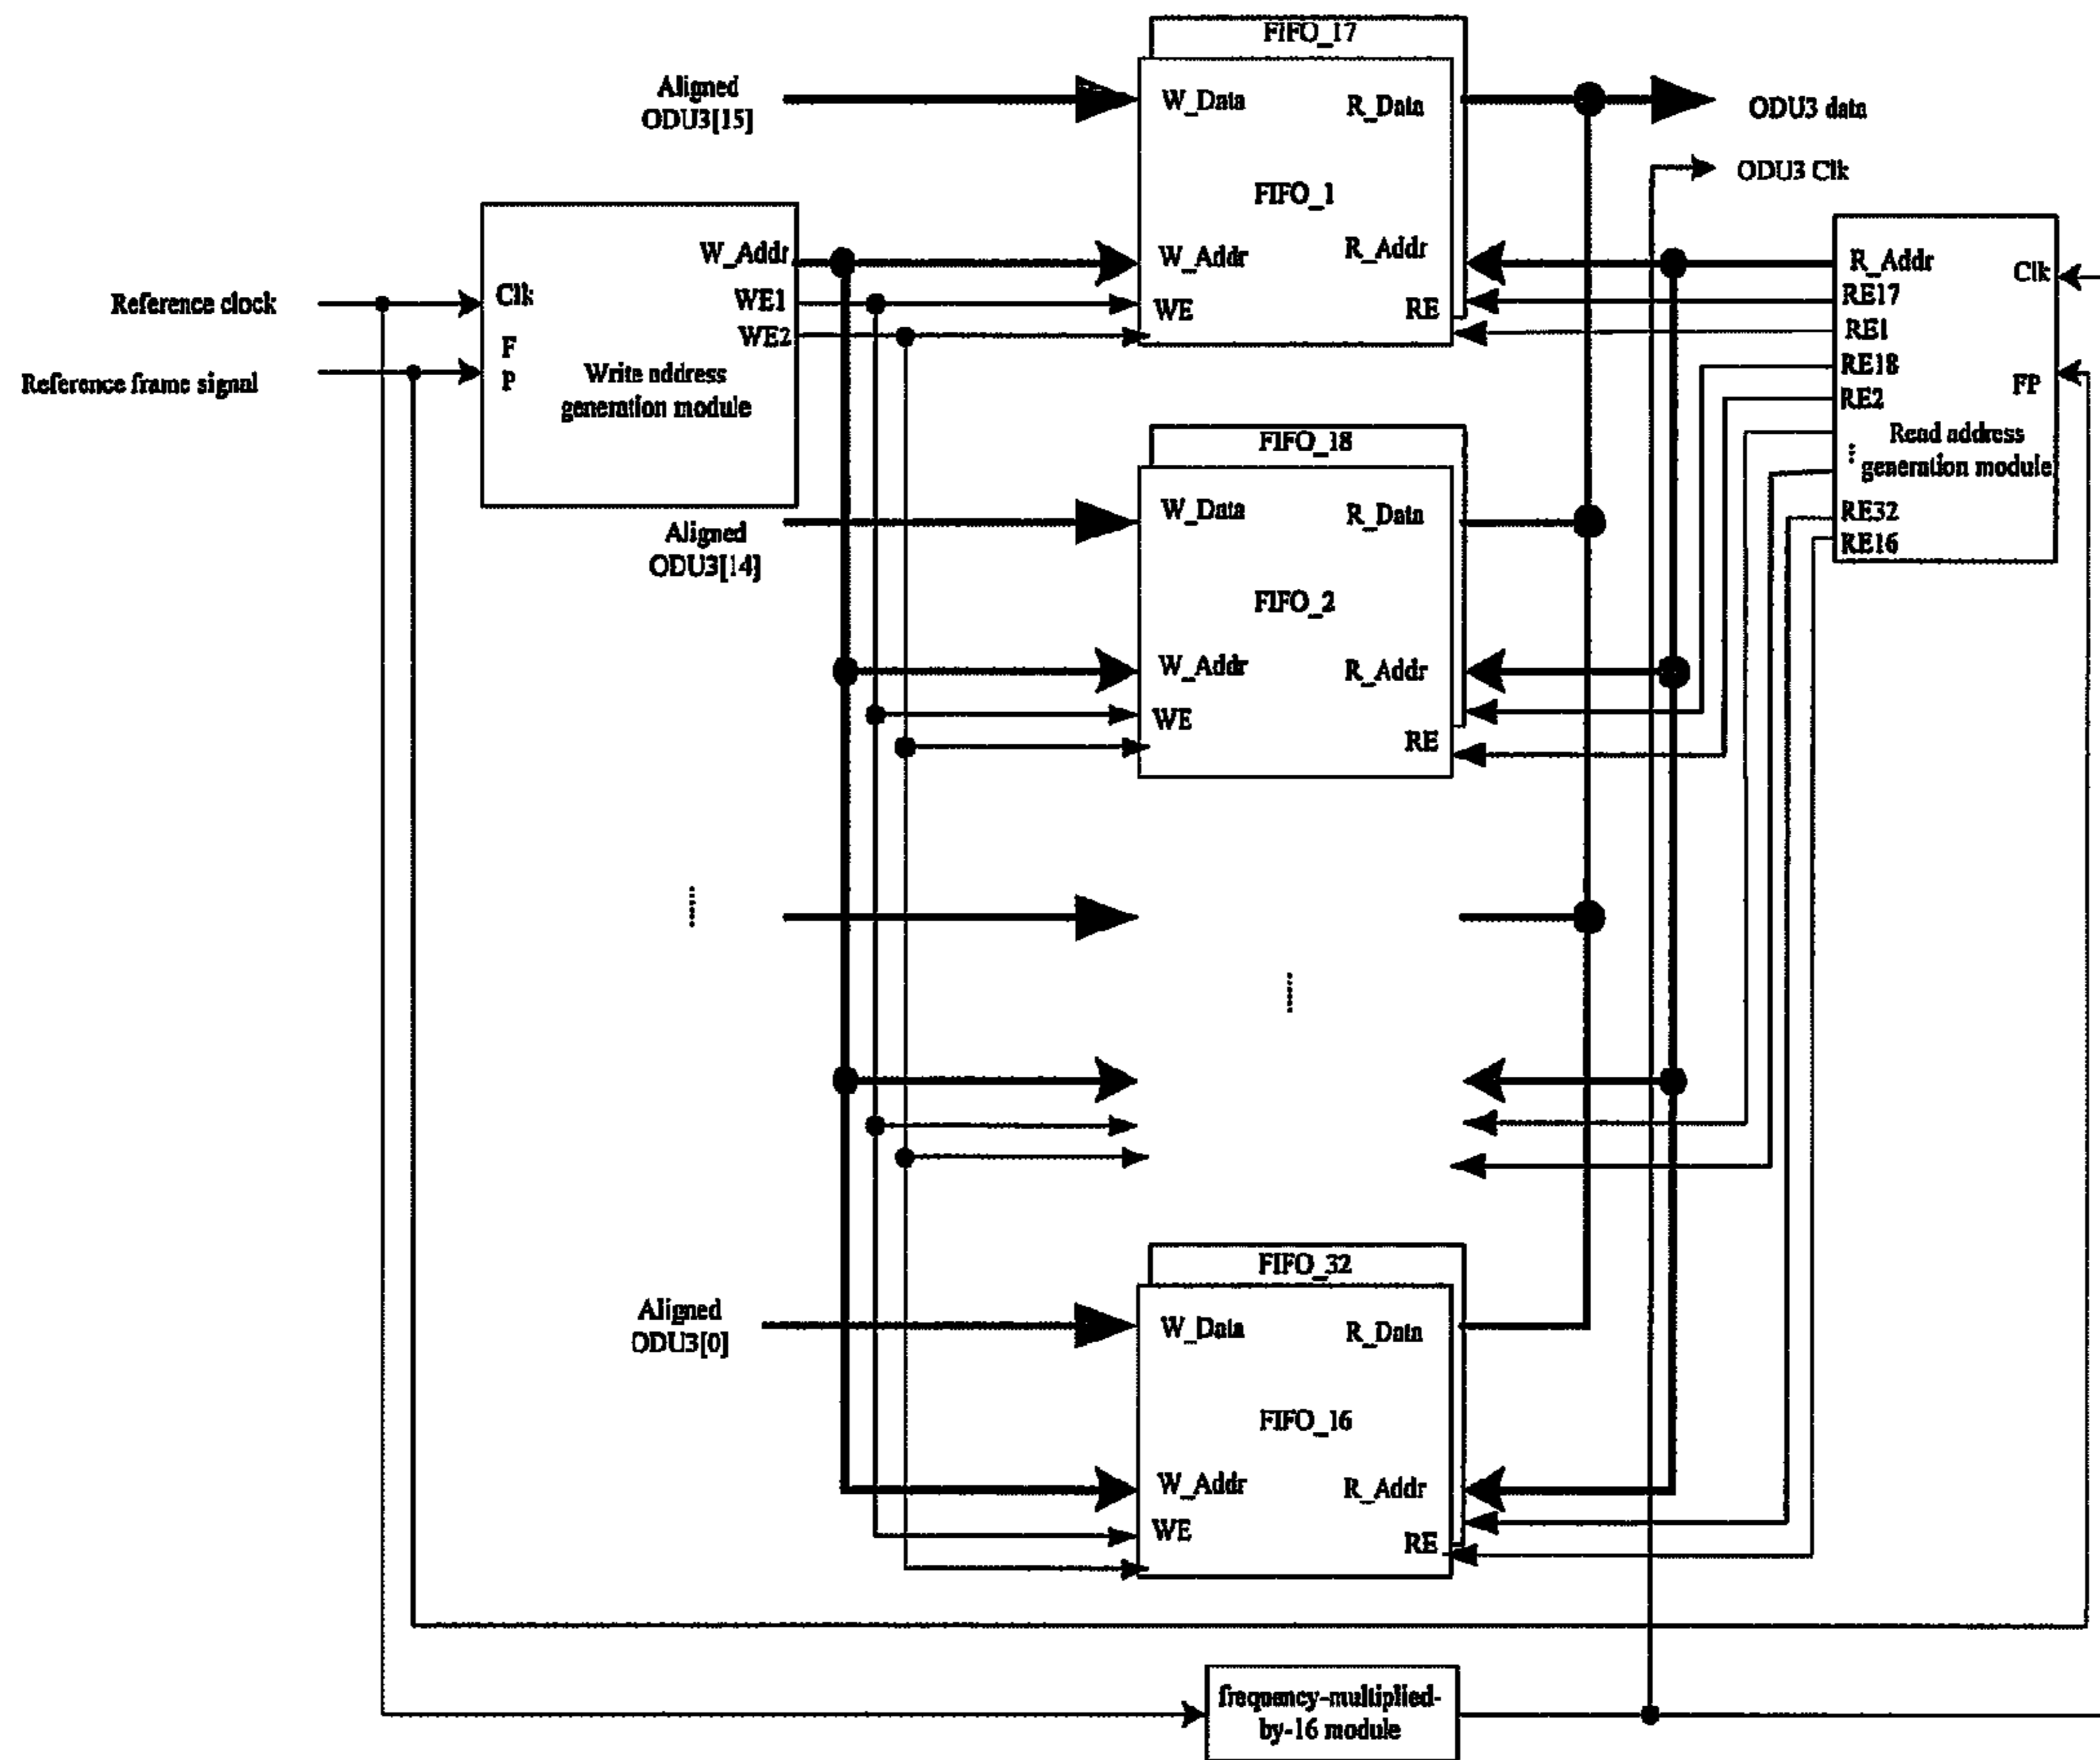 FIFO_17
Aligned
ODU3[15]
W_Data
R_Data
ODU3 data
ODU3 Clk
FIFO_1
W_Addr
W_Addr
R_Addr
R_Addr
Clk
WE1
WE
RE
RE17
Reference clock
Clk
WE2
RE1
F
P
Reference frame signal
Write address
generation module
RE18
FP
RE2
FIFO_18
Read address
⋮ generation module
Aligned
ODU3[14]
W_Data
R_Data
RE32
RE16
FIFO_2
W_Addr
R_Addr
WE
RE
......
......
FIFO_32
Aligned
ODU3[0]
W_Data
R_Data
FIFO_16
W_Addr
R_Addr
WE
RE
frequency-multiplied-
by-16 module